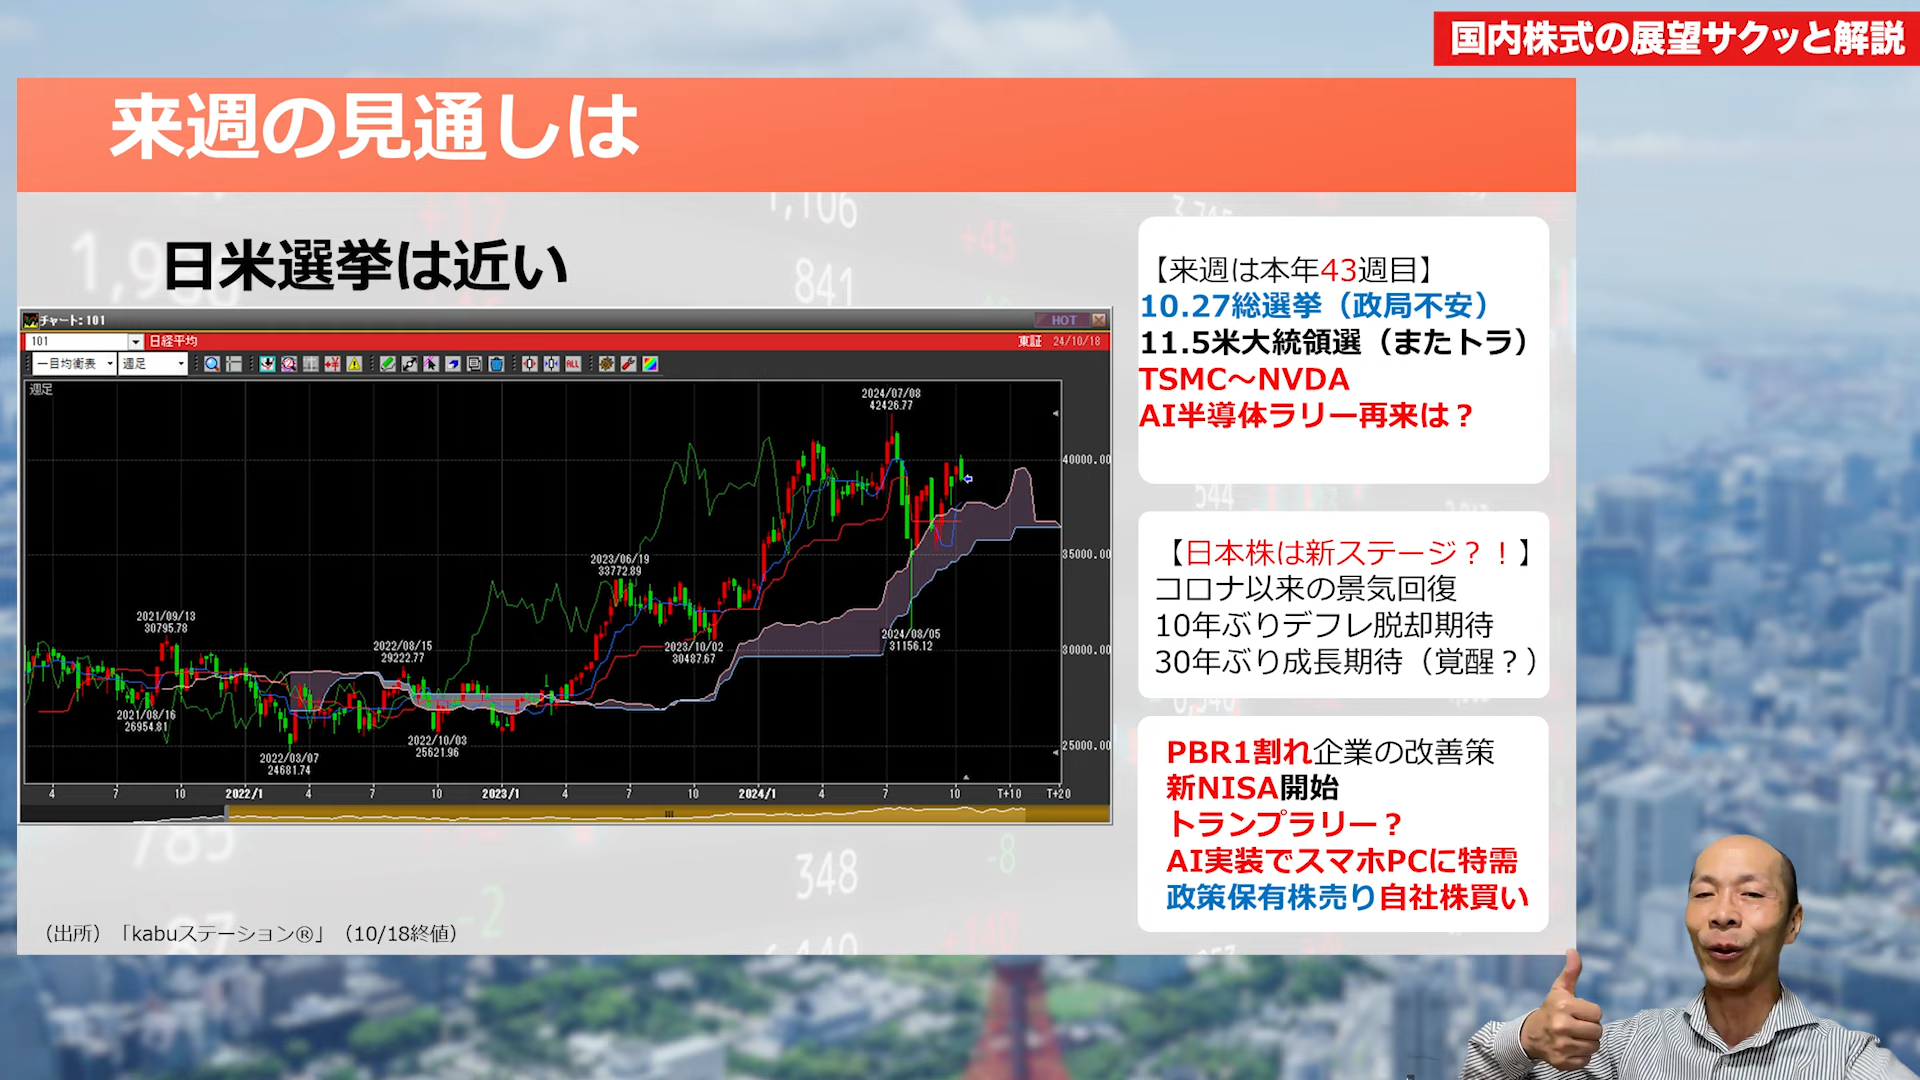 国内株式の展望サクッと解説
来週の見通しは
日米選挙は近い
チャート: 101
HOT
101
日経平均
東証 24/10/18
一目均衡表
週足
ALL
週足
2024/07/08
42426.77
40000.00
2023/06/19
33772.89
35000.00
2021/09/13
30795.78
2022/08/15
29222.77
2023/10/02
30487.67
2024/08/05
31156.12
30000.00
2021/08/16
26954.81
2022/03/07
24681.74
2022/10/03
25621.96
25000.00
4 7 10 2022/1 4 7 10 2023/1 4 7 10 2024/1 4 7 10 T+10 T+20
【来週は本年43週目】
10.27総選挙（政局不安）
11.5米大統領選（またトラ）
TSMC～NVDA
AI半導体ラリー再来は？
【日本株は新ステージ？！】
コロナ以来の景気回復
10年ぶりデフレ脱却期待
30年ぶり成長期待（覚醒？）
PBR1割れ企業の改善策
新NISA開始
トランプラリー？
AI実装でスマホPCに特需
政策保有株売り自社株買い
（出所）「kabuステーション®」（10/18終値）
1,106
+45
841
544
348
-8
-2
+140